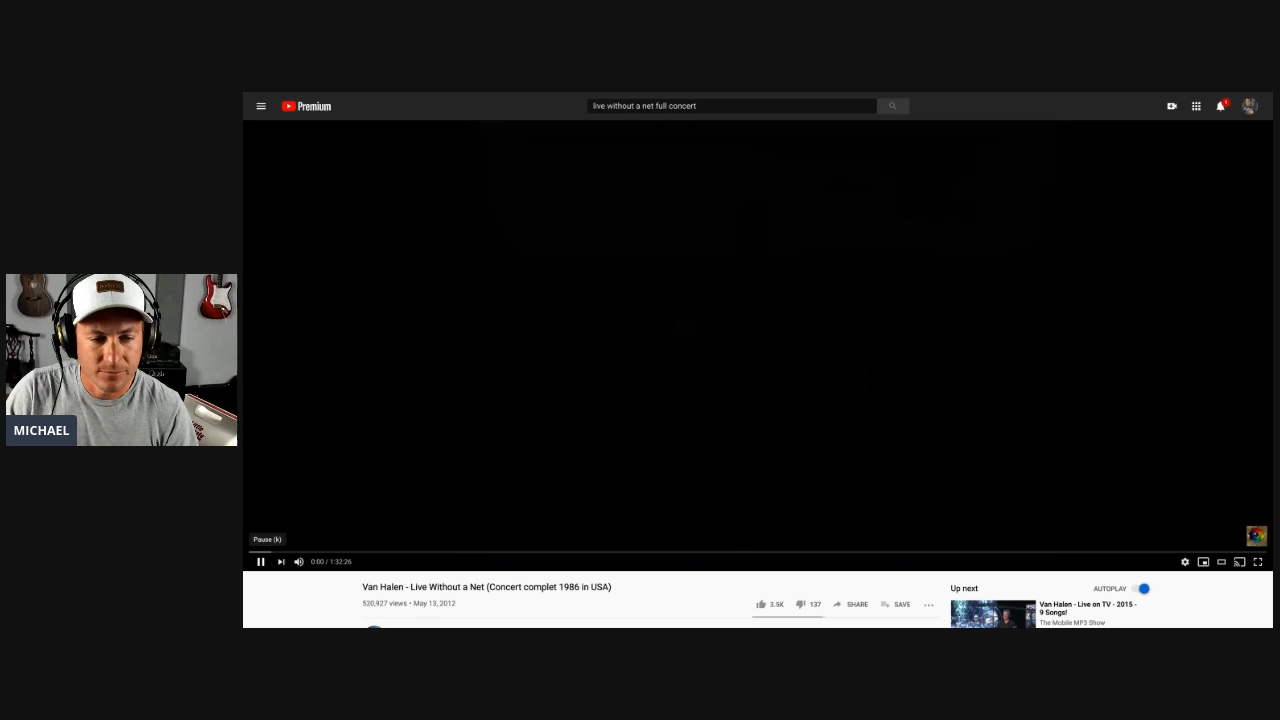 Premium
live without a net full concert
1
MICHAEL
Pause (k)
0:00 / 1:32:26
Van Halen - Live Without a Net (Concert complet 1986 in USA)
520,927 views • May 13, 2012
3.5K
137
SHARE
SAVE
Up next
AUTOPLAY
Van Halen - Live on TV - 2015 -
9 Songs!
The Mobile MP3 Show